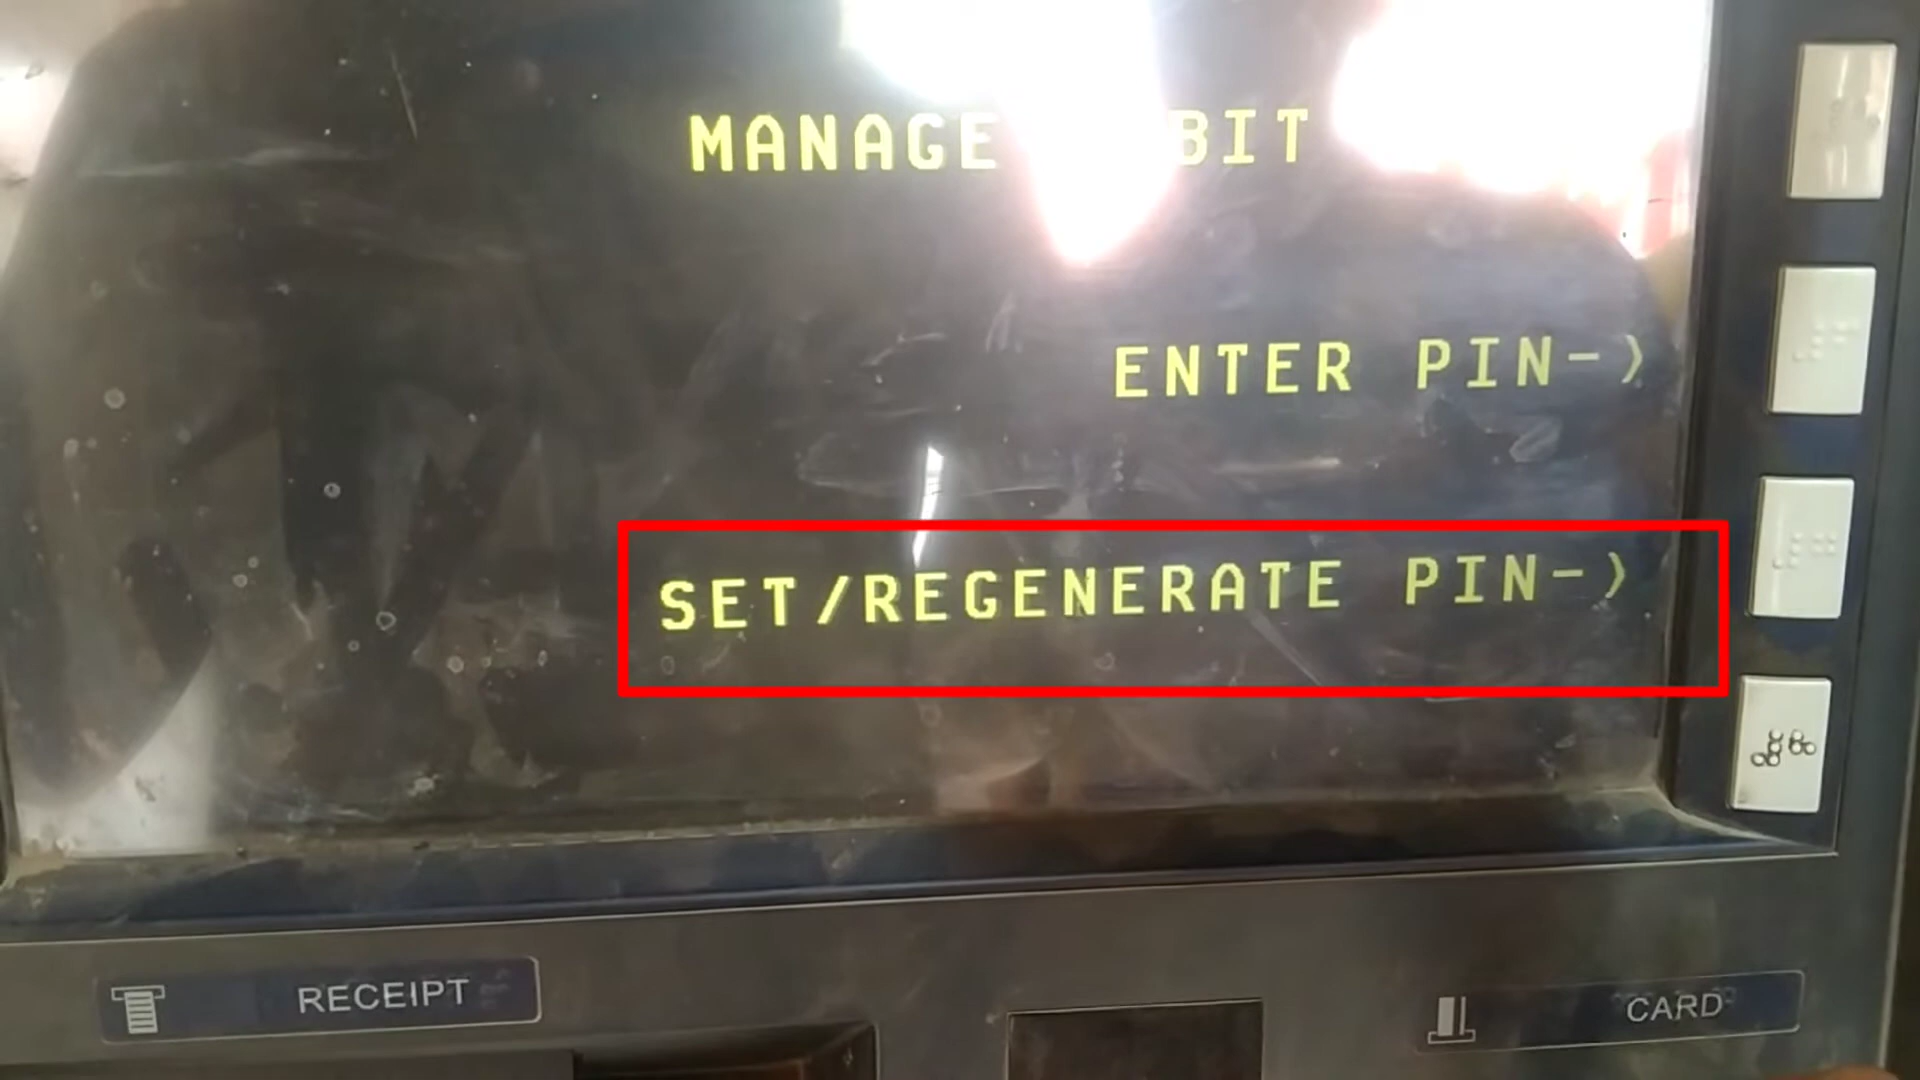 MANAGE BIT
ENTER PIN->
SET/REGENERATE PIN->
RECEIPT
CARD